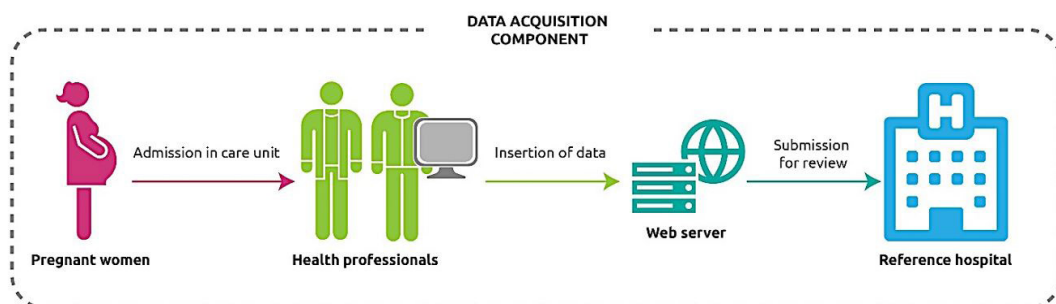 DATA ACQUISITION
COMPONENT
Admission in care unit
Insertion of data
Submission
for review
Pregnant women
Health professionals
Web server
Reference hospital
H